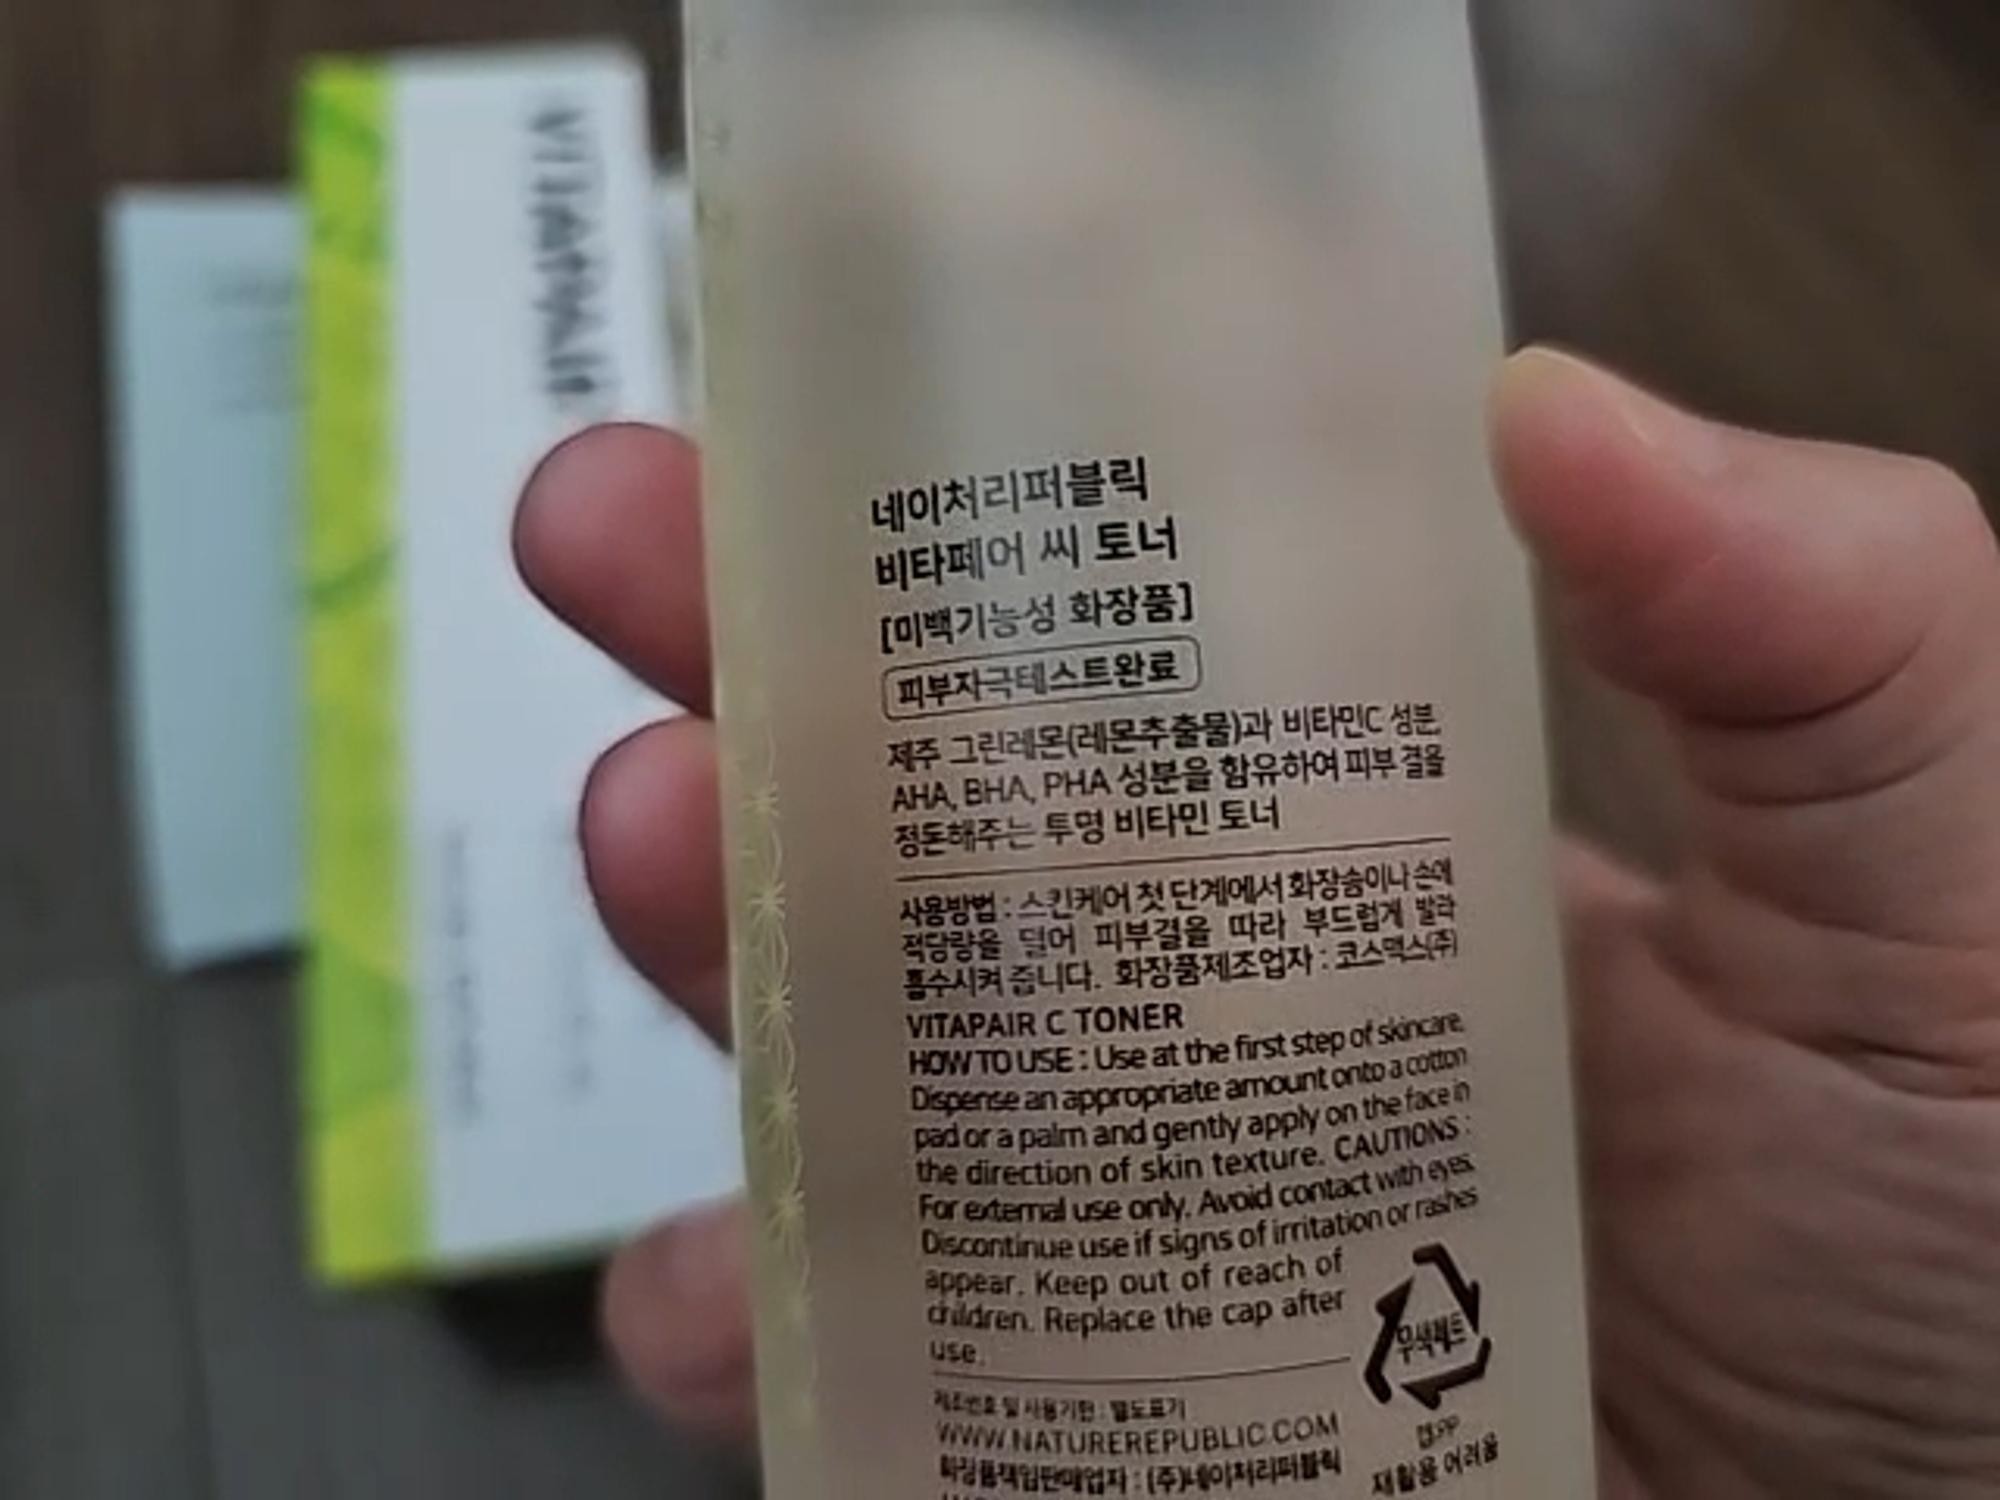 VITAPAIR
네이처리퍼블릭
비타페어 씨 토너
[미백기능성 화장품]
피부자극테스트완료
제주 그린레몬(레몬추출물)과 비타민C 성분,
AHA, BHA, PHA 성분을 함유하여 피부 결을
정돈해주는 투명 비타민 토너
사용방법 : 스킨케어 첫 단계에서 화장솜이나 손에
적당량을 덜어 피부결을 따라 부드럽게 발라
흡수시켜 줍니다. 화장품제조업자 : 코스맥스(주)
VITAPAIR C TONER
HOW TO USE : Use at the first step of skincare.
Dispense an appropriate amount onto a cotton
pad or a palm and gently apply on the face in
the direction of skin texture. CAUTIONS :
For external use only. Avoid contact with eyes.
Discontinue use if signs of irritation or rashes
appear. Keep out of reach of
children. Replace the cap after
use.
무색페트
제조번호 및 사용기한 : 별도표기
WWW.NATUREREPUBLIC.COM
화장품책임판매업자 : (주)네이처리퍼블릭
캡:PP
재활용 어려움